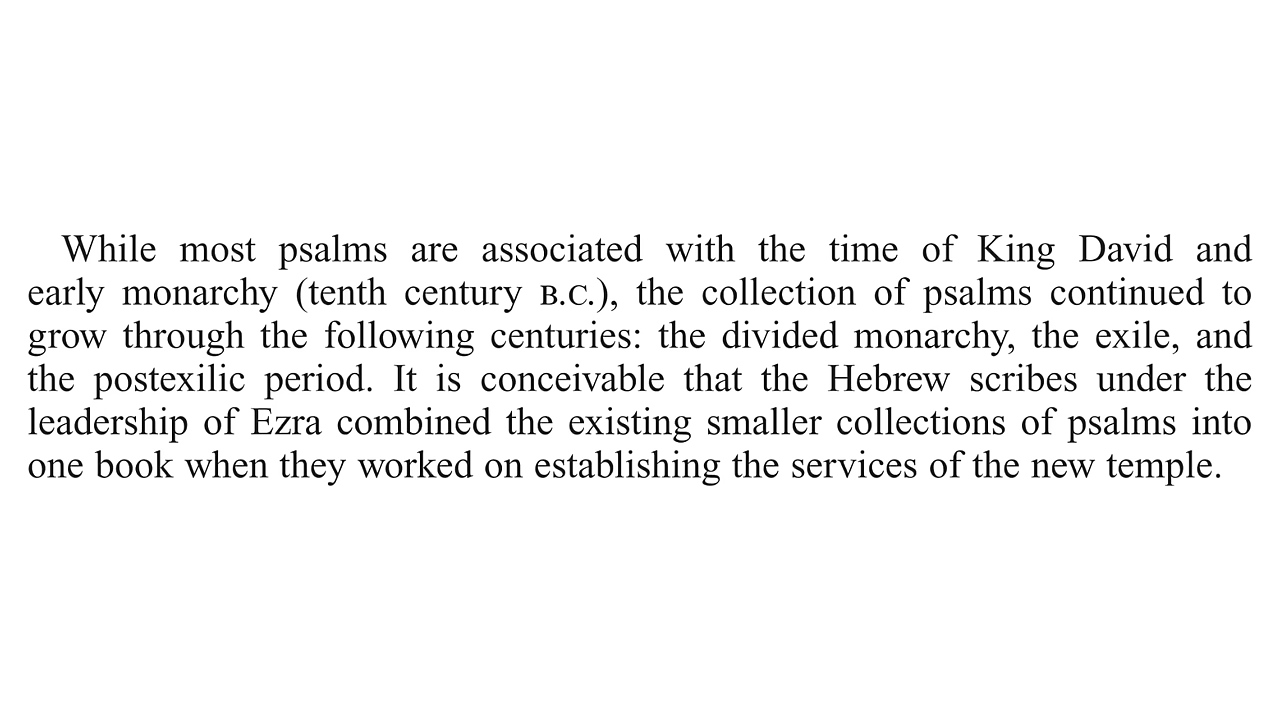 While most psalms are associated with the time of King David and
early monarchy (tenth century B.C.), the collection of psalms continued to
grow through the following centuries: the divided monarchy, the exile, and
the postexilic period. It is conceivable that the Hebrew scribes under the
leadership of Ezra combined the existing smaller collections of psalms into
one book when they worked on establishing the services of the new temple.